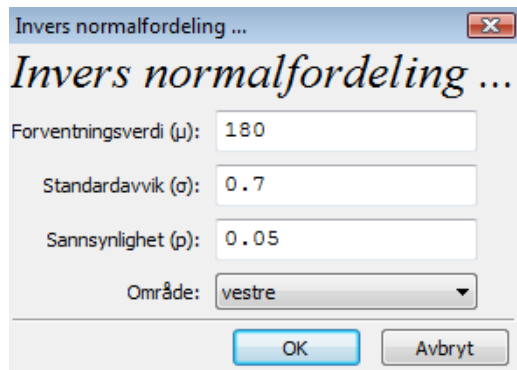 Invers normalfordeling ...
Invers normalfordeling ...
Forventningsverdi (μ): 180
Standardavvik (σ): 0.7
Sannsynlighet (p): 0.05
Område: vestre
OK Avbryt